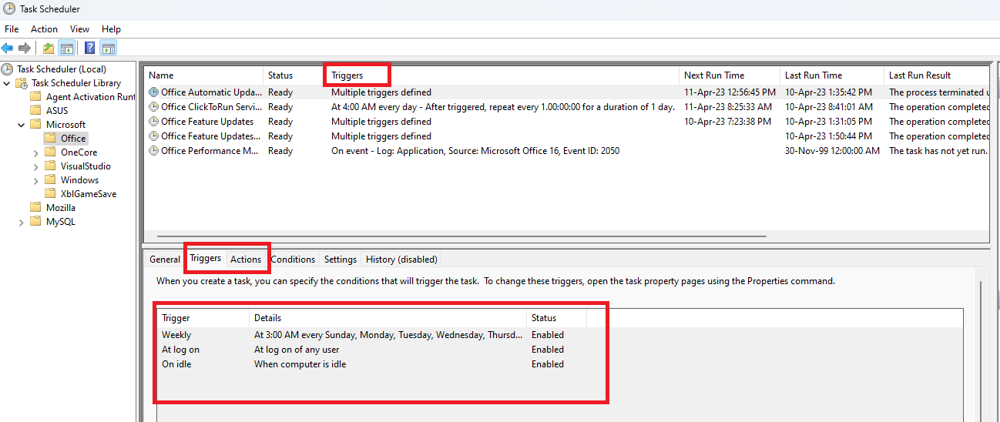 Task Scheduler
File Action View Help
Task Scheduler (Local)
Task Scheduler Library
Agent Activation Runt
ASUS
Microsoft
Office
OneCore
VisualStudio
Windows
XblGameSave
Mozilla
MySQL
Name Status Triggers Next Run Time Last Run Time Last Run Result
Office Automatic Upda... Ready Multiple triggers defined 11-Apr-23 12:56:45 PM 10-Apr-23 1:35:42 PM The process terminated u
Office ClickToRun Servi... Ready At 4:00 AM every day - After triggered, repeat every 1.00:00:00 for a duration of 1 day. 11-Apr-23 8:25:33 AM 10-Apr-23 8:41:01 AM The operation completed
Office Feature Updates Ready Multiple triggers defined 10-Apr-23 7:23:38 PM 10-Apr-23 1:31:05 PM The operation completed
Office Feature Updates... Ready Multiple triggers defined 10-Apr-23 1:50:44 PM The operation completed
Office Performance M... Ready On event - Log: Application, Source: Microsoft Office 16, Event ID: 2050 30-Nov-99 12:00:00 AM The task has not yet run.
General Triggers Actions Conditions Settings History (disabled)
When you create a task, you can specify the conditions that will trigger the task. To change these triggers, open the task property pages using the Properties command.
Trigger Details Status
Weekly At 3:00 AM every Sunday, Monday, Tuesday, Wednesday, Thursd... Enabled
At log on At log on of any user Enabled
On idle When computer is idle Enabled